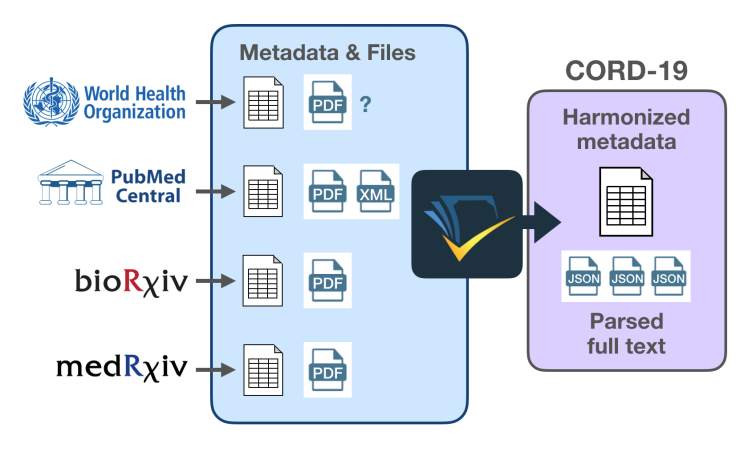 Metadata & Files
CORD-19
World Health
Organization
PDF ?
PubMed
Central
PDF XML
bioRχiv
PDF
medRχiv
PDF
Harmonized
metadata
JSON JSON JSON
Parsed
full text